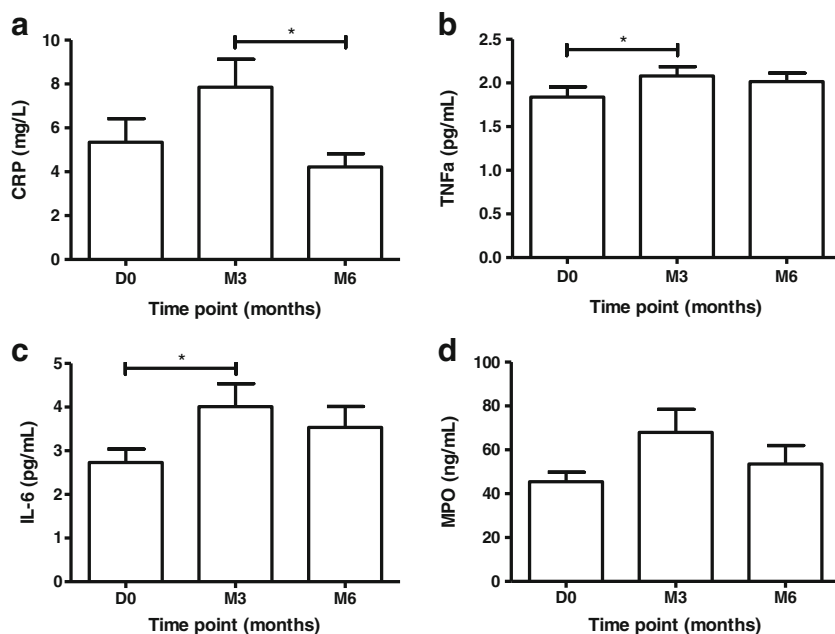 a
*
10
8
6
4
2
0
CRP (mg/L)
D0 M3 M6
Time point (months)
b
*
2.5
2.0
1.5
1.0
0.5
0.0
TNFa (pg/mL)
D0 M3 M6
Time point (months)
c
*
5
4
3
2
1
0
IL-6 (pg/mL)
D0 M3 M6
Time point (months)
d
100
80
60
40
20
0
MPO (ng/mL)
D0 M3 M6
Time point (months)